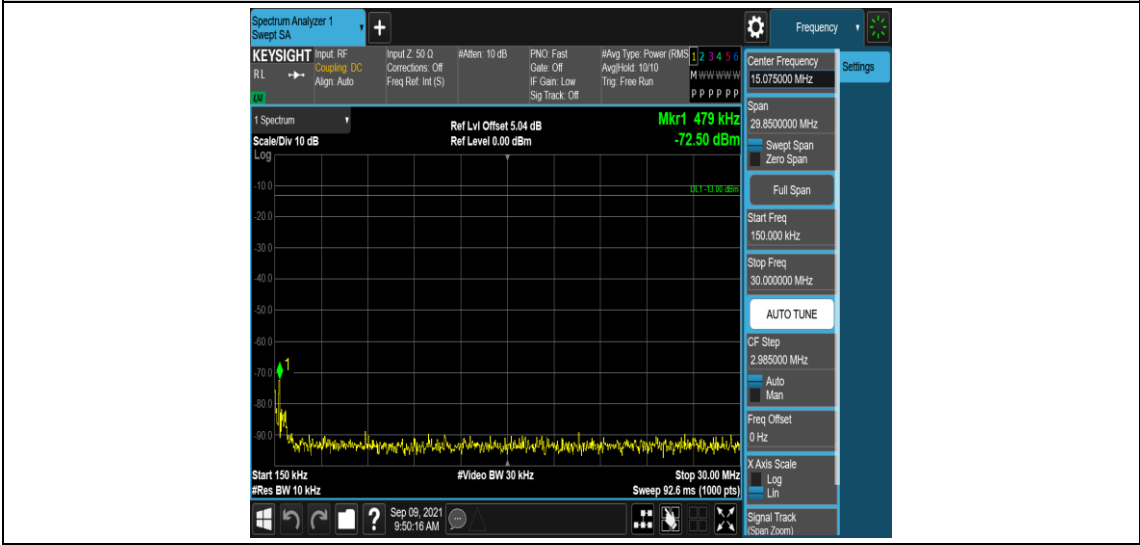 Spectrum Analyzer 1
Swept SA
+
Frequency
KEYSIGHT
RL
LXI
Input: RF
Coupling: DC
Align: Auto
Input Z: 50 Ω
Corrections: Off
Freq Ref: Int (S)
#Atten: 10 dB
PNO: Fast
Gate: Off
IF Gain: Low
Sig Track: Off
#Avg Type: Power (RMS
Avg|Hold: 10/10
Trig: Free Run
1 2 3 4 5 6
M W W W W W
P P P P P P
1 Spectrum
Scale/Div 10 dB
Log
Ref Lvl Offset 5.04 dB
Ref Level 0.00 dBm
Mkr1 479 kHz
-72.50 dBm
DL1 -13.00 dBm
-10.0
-20.0
-30.0
-40.0
-50.0
-60.0
-70.0
-80.0
-90.0
1
Start 150 kHz
#Res BW 10 kHz
#Video BW 30 kHz
Stop 30.00 MHz
Sweep 92.6 ms (1000 pts)
Center Frequency
15.075000 MHz
Settings
Span
29.8500000 MHz
Swept Span
Zero Span
Full Span
Start Freq
150.000 kHz
Stop Freq
30.000000 MHz
AUTO TUNE
CF Step
2.985000 MHz
Auto
Man
Freq Offset
0 Hz
X Axis Scale
Log
Lin
Signal Track
(Span Zoom)
?
Sep 09, 2021
9:50:16 AM